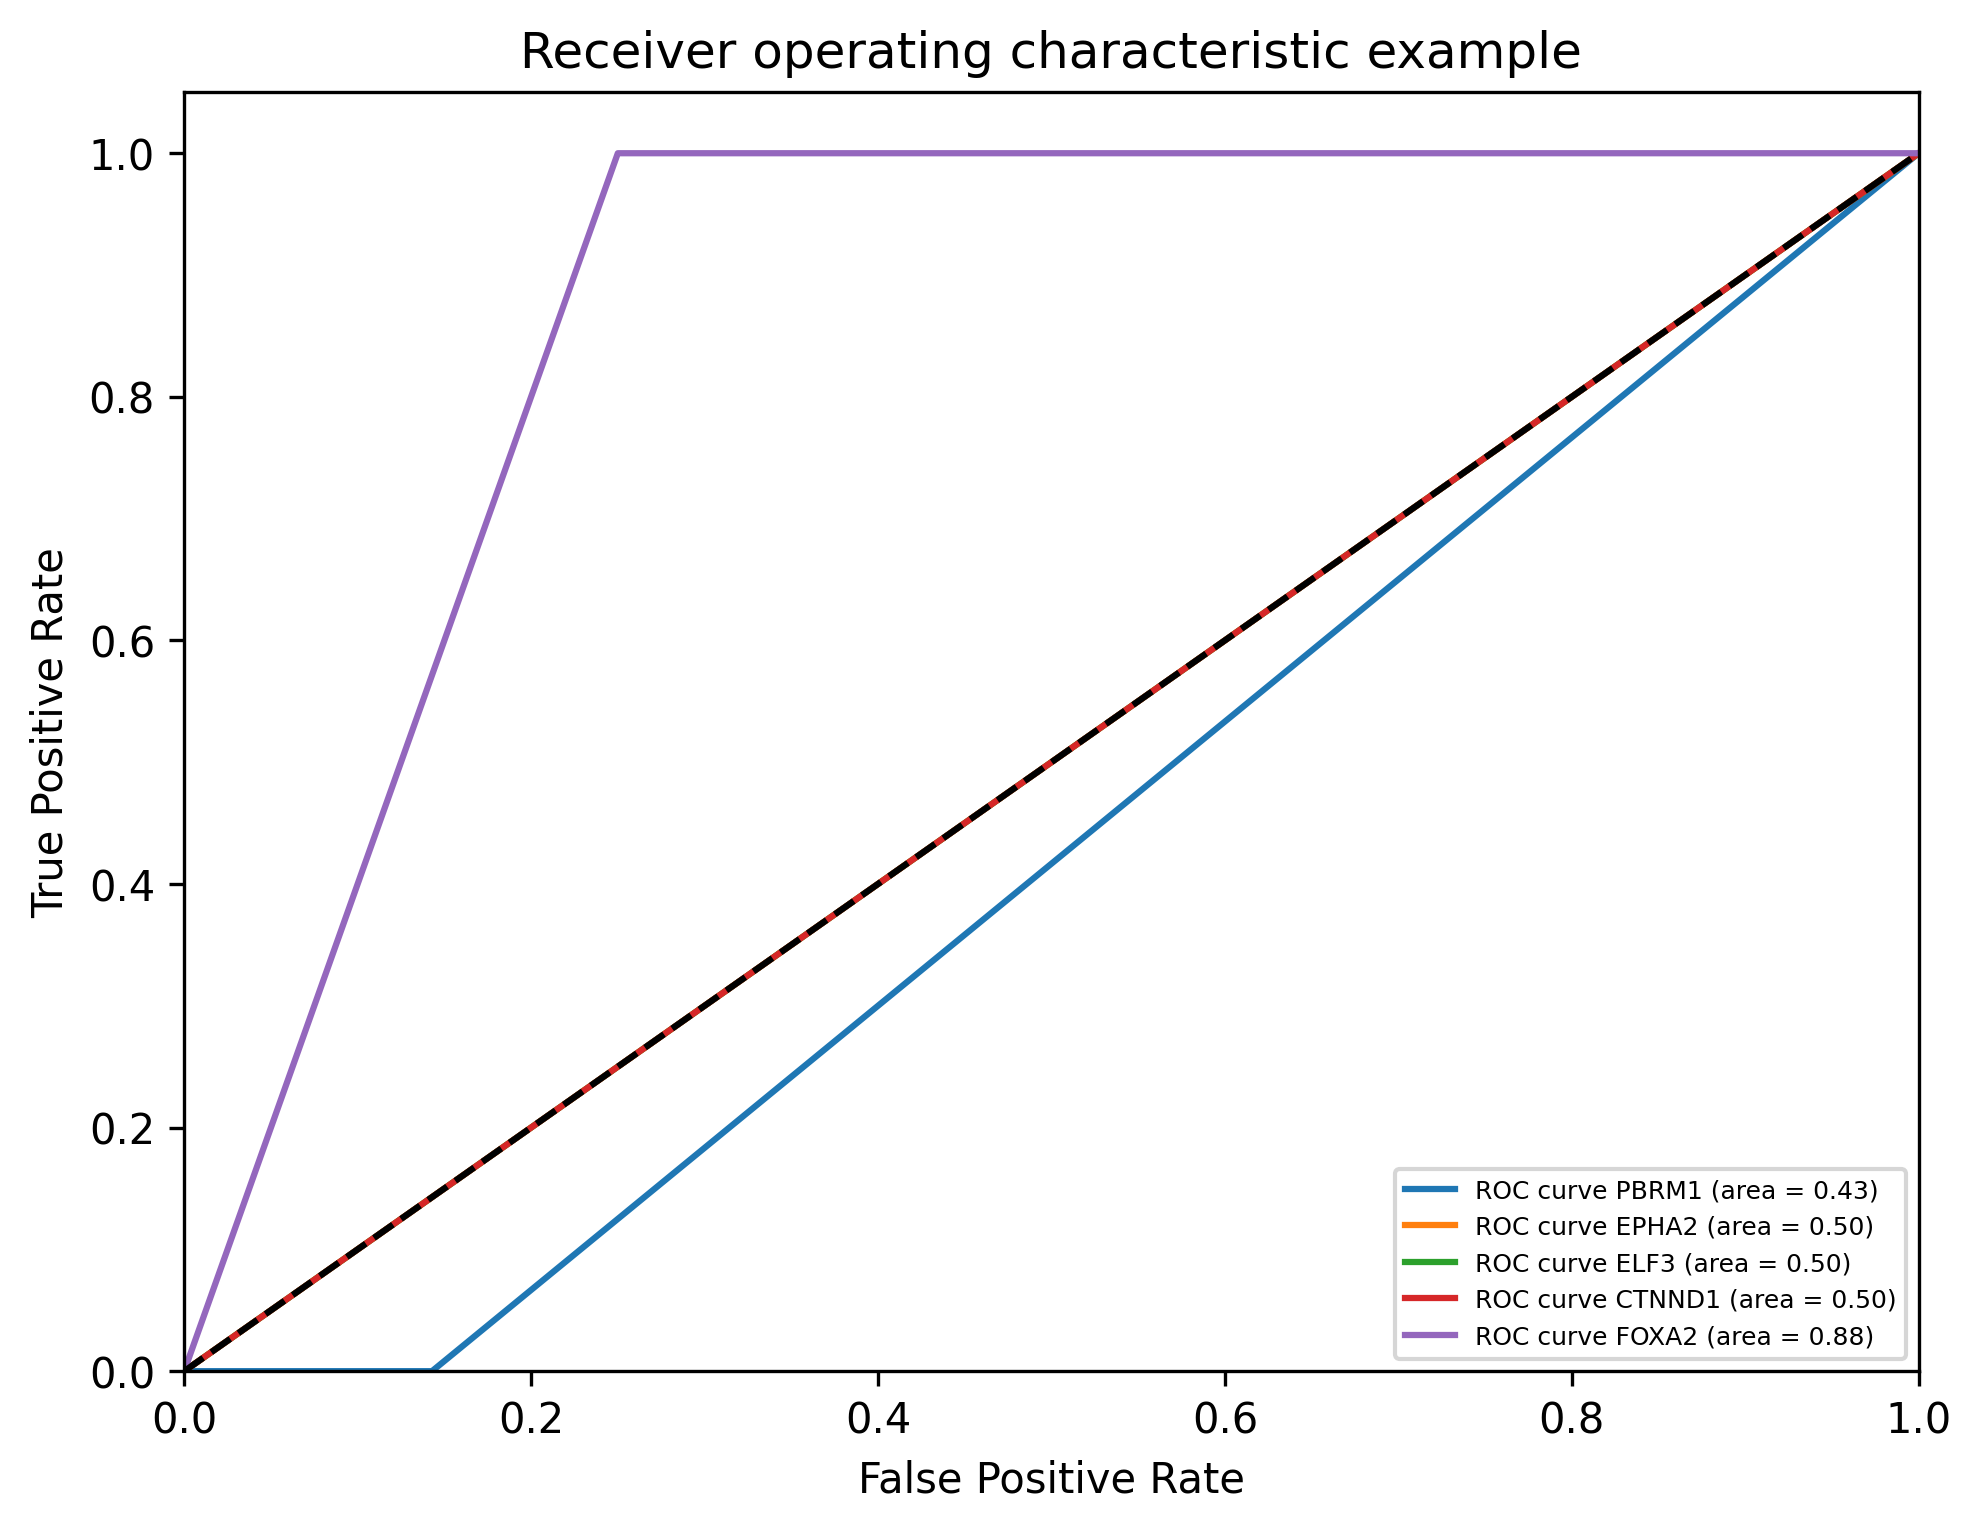 Receiver operating characteristic example
True Positive Rate
1.0
0.8
0.6
0.4
0.2
0.0
0.0 0.2 0.4 0.6 0.8 1.0
False Positive Rate
ROC curve PBRM1 (area = 0.43)
ROC curve EPHA2 (area = 0.50)
ROC curve ELF3 (area = 0.50)
ROC curve CTNND1 (area = 0.50)
ROC curve FOXA2 (area = 0.88)